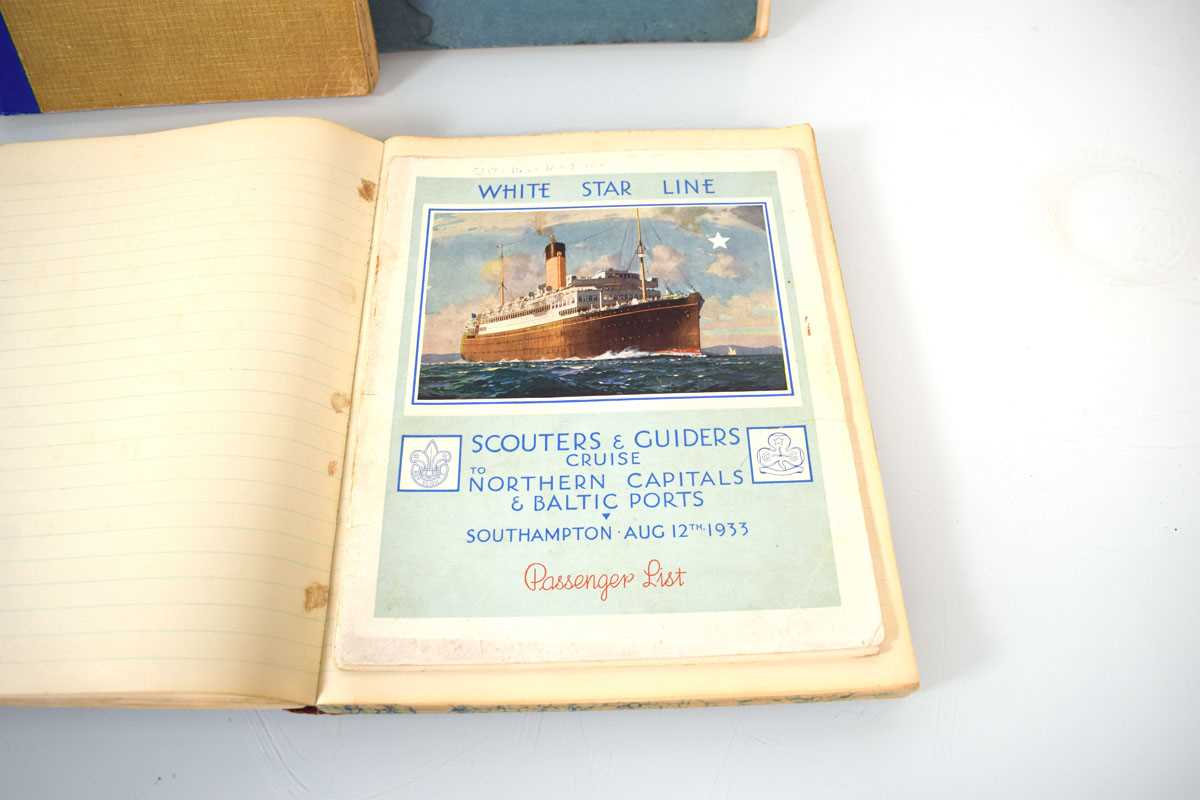 WHITE STAR LINE
SCOUTERS & GUIDERS
CRUISE
TO NORTHERN CAPITALS
& BALTIC PORTS
SOUTHAMPTON · AUG 12TH. 1933
Passenger List